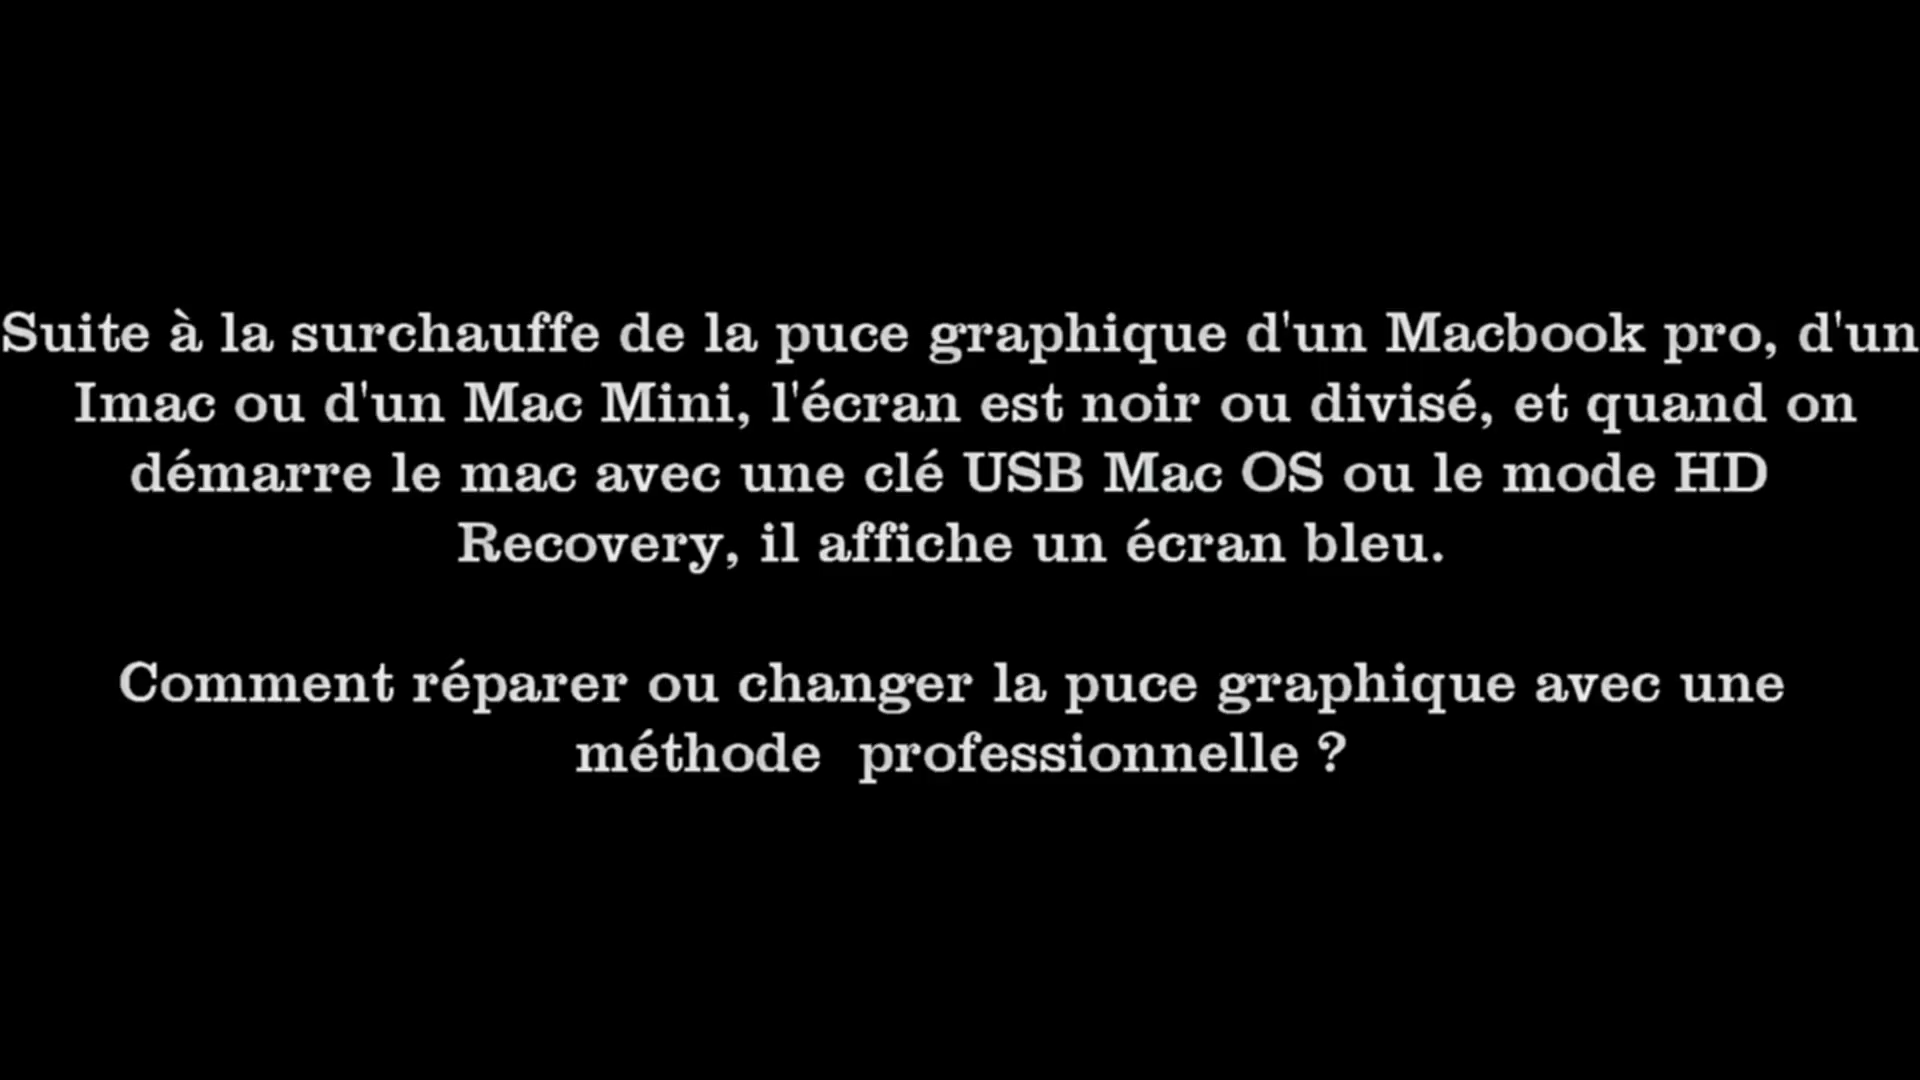 Suite à la surchauffe de la puce graphique d'un Macbook pro, d'un
Imac ou d'un Mac Mini, l'écran est noir ou divisé, et quand on
démarre le mac avec une clé USB Mac OS ou le mode HD
Recovery, il affiche un écran bleu.
Comment réparer ou changer la puce graphique avec une
méthode  professionnelle ?